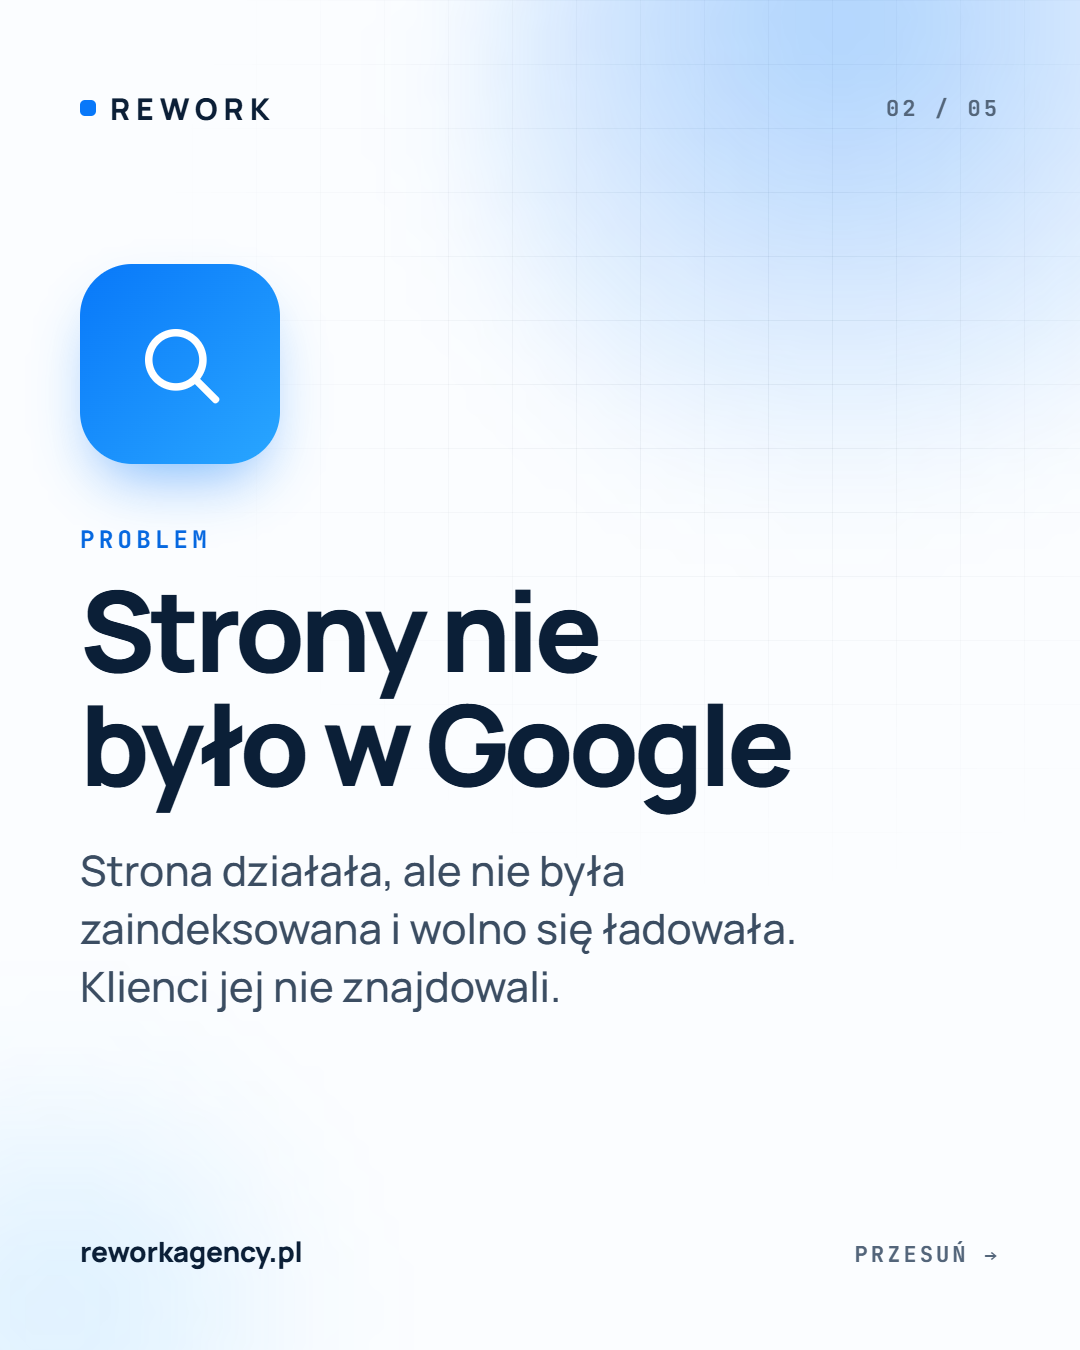 REWORK
02 / 05
PROBLEM
Strony nie
było w Google
Strona działała, ale nie była
zaindeksowana i wolno się ładowała.
Klienci jej nie znajdowali.
reworkagency.pl
PRZESUŃ →